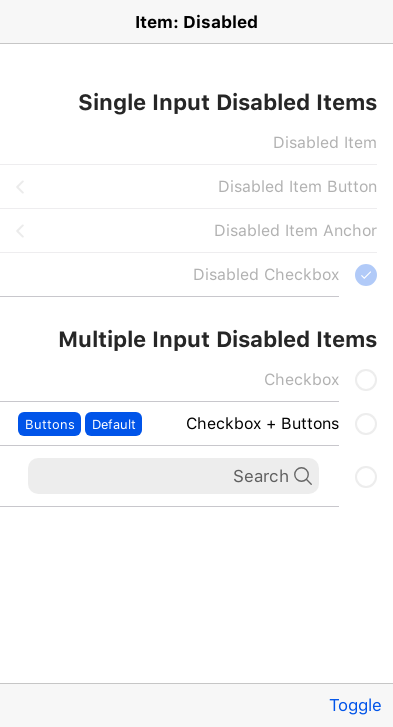 Item: Disabled
Single Input Disabled Items
Disabled Item
Disabled Item Button
Disabled Item Anchor
Disabled Checkbox
Multiple Input Disabled Items
Checkbox
Checkbox + Buttons
Buttons Default
Search
Toggle